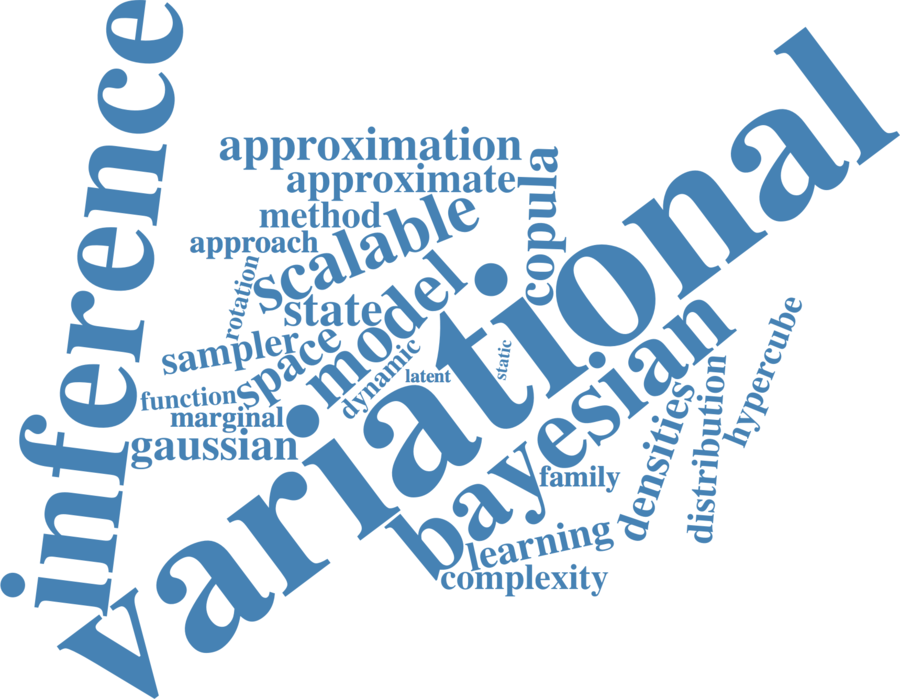 inference
variational
approximation
approximate
copula
method
scalable
approach
rotation
state
model
sampler
space
dynamic
latent
static
function
marginal
gaussian
bayesian
hypercube
distribution
densities
family
learning
complexity